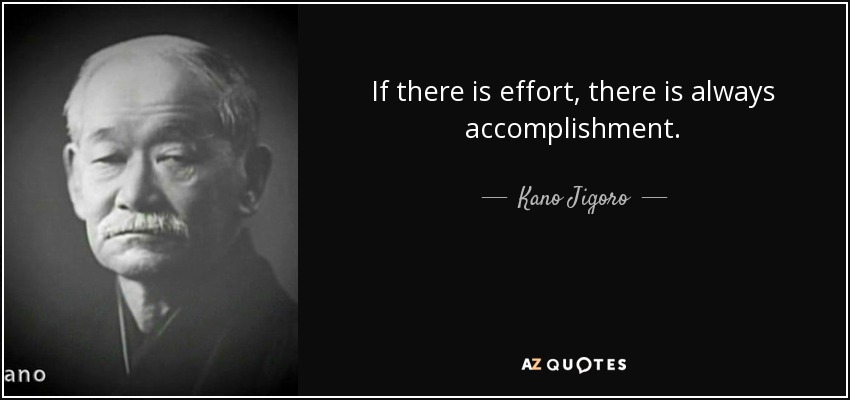 If there is effort, there is always
accomplishment.
Kano Jigoro
ano
AZ QUOTES